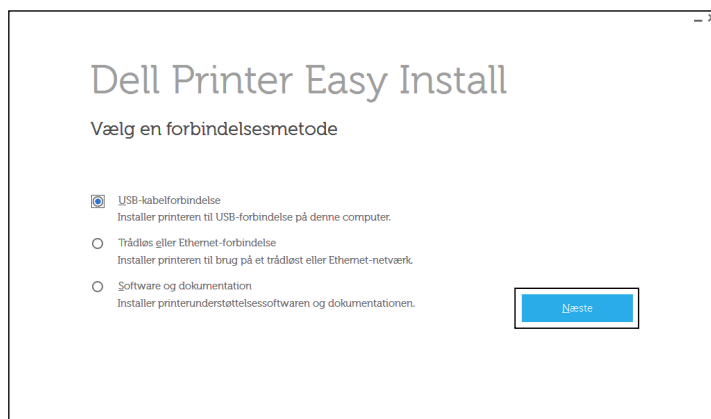 Dell Printer Easy Install
Vælg en forbindelsesmetode
USB-kabelforbindelse
Installer printeren til USB-forbindelse på denne computer.
Trådløs eller Ethernet-forbindelse
Installer printeren til brug på et trådløst eller Ethernet-netværk.
Software og dokumentation
Installer printerunderstøttelsessoftwaren og dokumentationen.
Næste